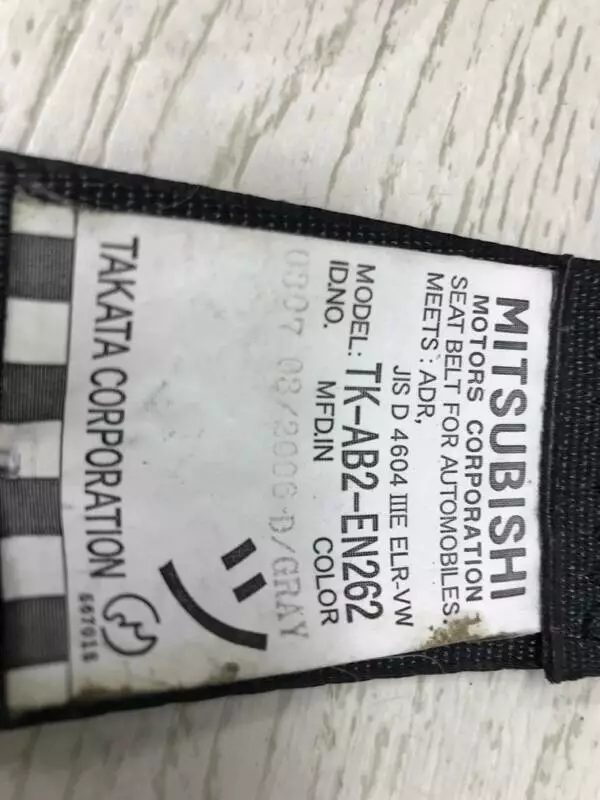 MITSUBISHI
MOTORS CORPORATION
SEAT BELT FOR AUTOMOBILES.
MEETS : ADR,
JIS D 4604 IIIE ELR-VW
MODEL: TK-AB2-EN262
ID.NO. MFD.IN COLOR
0307 08/2006 D/GRAY
TAKATA CORPORATION
667016